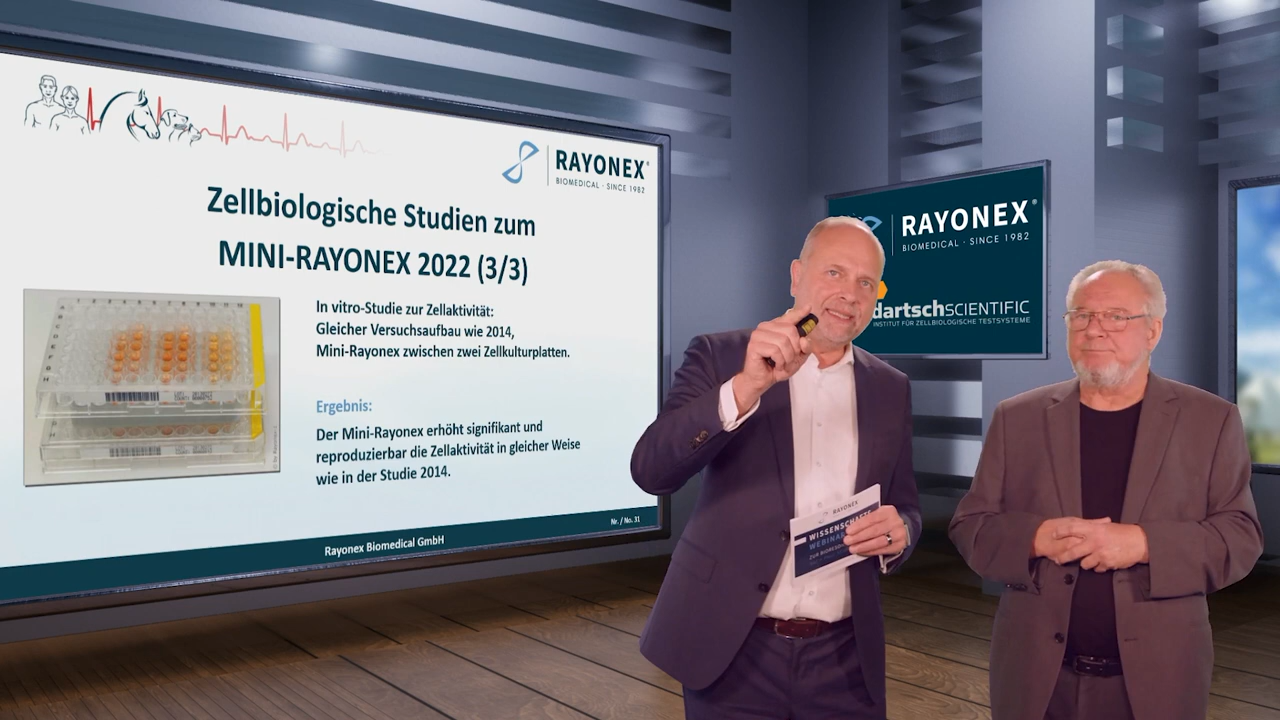 RAYONEX®
BIOMEDICAL · SINCE 1982
Zellbiologische Studien zum
MINI-RAYONEX 2022 (3/3)
In vitro-Studie zur Zellaktivität:
Gleicher Versuchsaufbau wie 2014,
Mini-Rayonex zwischen zwei Zellkulturplatten.
Ergebnis:
Der Mini-Rayonex erhöht signifikant und
reproduzierbar die Zellaktivität in gleicher Weise
wie in der Studie 2014.
Nr. / No. 31
Rayonex Biomedical GmbH
RAYONEX®
BIOMEDICAL · SINCE 1982
dartschSCIENTIFIC
INSTITUT FÜR ZELLBIOLOGISCHE TESTSYSTEME
RAYONEX
WISSENSCHAFTS
WEBINAR